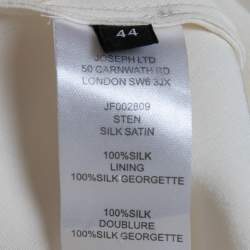 44
JOSEPH LTD
50 CARNWATH RD
LONDON SW6 3JX
JF002809
STEN
SILK SATIN
100%SILK
LINING
100%SILK GEORGETTE
100%SILK
DOUBLURE
100%SILK GEORGETTE